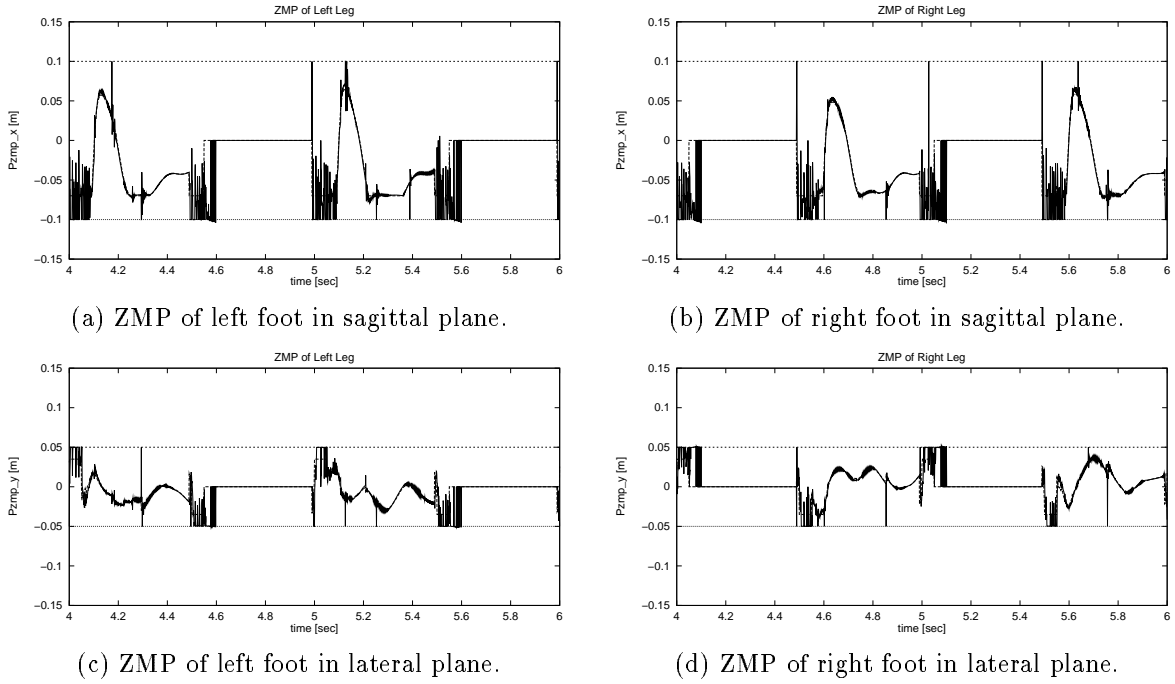 ZMP of Left Leg
Pzmp_x [m]
0.15
0.1
0.05
0
−0.05
−0.1
−0.15
4 4.2 4.4 4.6 4.8 5 5.2 5.4 5.6 5.8 6
time [sec]
(a) ZMP of left foot in sagittal plane.
ZMP of Right Leg
Pzmp_x [m]
0.15
0.1
0.05
0
−0.05
−0.1
−0.15
4 4.2 4.4 4.6 4.8 5 5.2 5.4 5.6 5.8 6
time [sec]
(b) ZMP of right foot in sagittal plane.
ZMP of Left Leg
Pzmp_y [m]
0.15
0.1
0.05
0
−0.05
−0.1
−0.15
4 4.2 4.4 4.6 4.8 5 5.2 5.4 5.6 5.8 6
time [sec]
(c) ZMP of left foot in lateral plane.
ZMP of Right Leg
Pzmp_y [m]
0.15
0.1
0.05
0
−0.05
−0.1
−0.15
4 4.2 4.4 4.6 4.8 5 5.2 5.4 5.6 5.8 6
time [sec]
(d) ZMP of right foot in lateral plane.